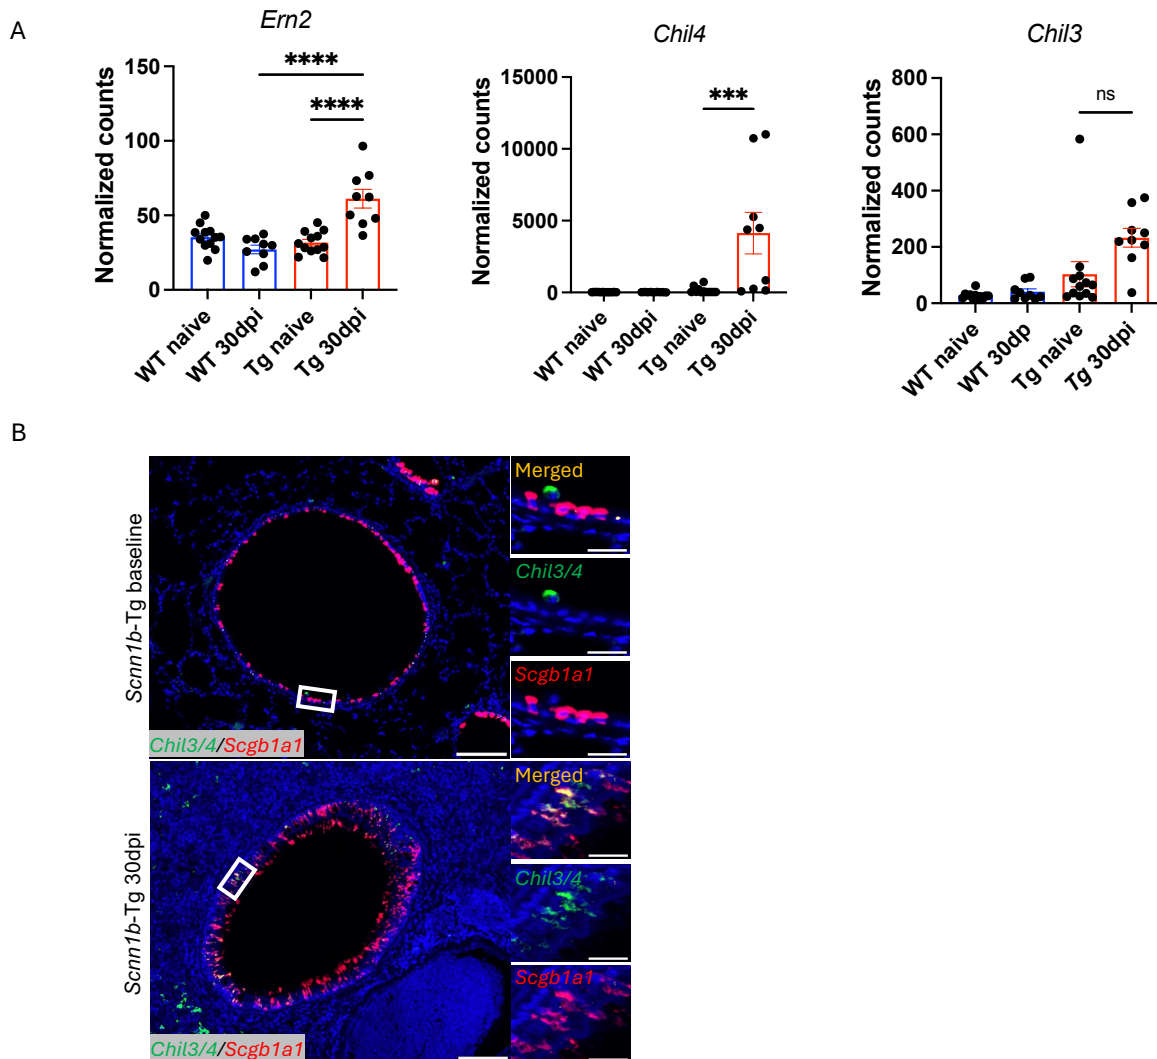 A
Ern2
Normalized counts
150
100
50
0
****
****
WT naive
WT 30dpi
Tg naive
Tg 30dpi
Chil4
Normalized counts
15000
10000
5000
0
***
WT naive
WT 30dpi
Tg naive
Tg 30dpi
Chil3
Normalized counts
800
600
400
200
0
ns
WT naive
WT 30dp
Tg naive
Tg 30dpi
B
Scnn1b-Tg baseline
Chil3/4/Scgb1a1
Merged
Chil3/4
Scgb1a1
Scnn1b-Tg 30dpi
Chil3/4/Scgb1a1
Merged
Chil3/4
Scgb1a1